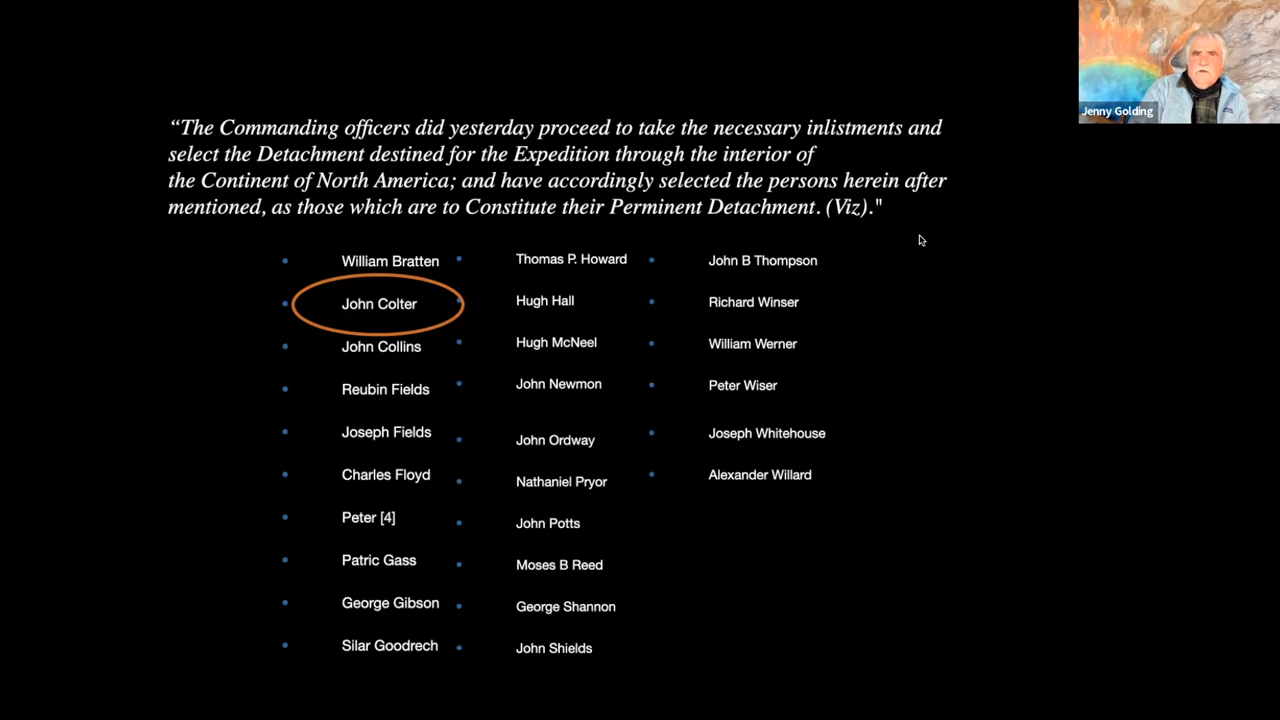 Jenny Golding
“The Commanding officers did yesterday proceed to take the necessary inlistments and
select the Detachment destined for the Expedition through the interior of
the Continent of North America; and have accordingly selected the persons herein after
mentioned, as those which are to Constitute their Perminent Detachment. (Viz)."
William Bratten
John Colter
John Collins
Reubin Fields
Joseph Fields
Charles Floyd
Peter [4]
Patric Gass
George Gibson
Silar Goodrech
Thomas P. Howard
Hugh Hall
Hugh McNeel
John Newmon
John Ordway
Nathaniel Pryor
John Potts
Moses B Reed
George Shannon
John Shields
John B Thompson
Richard Winser
William Werner
Peter Wiser
Joseph Whitehouse
Alexander Willard